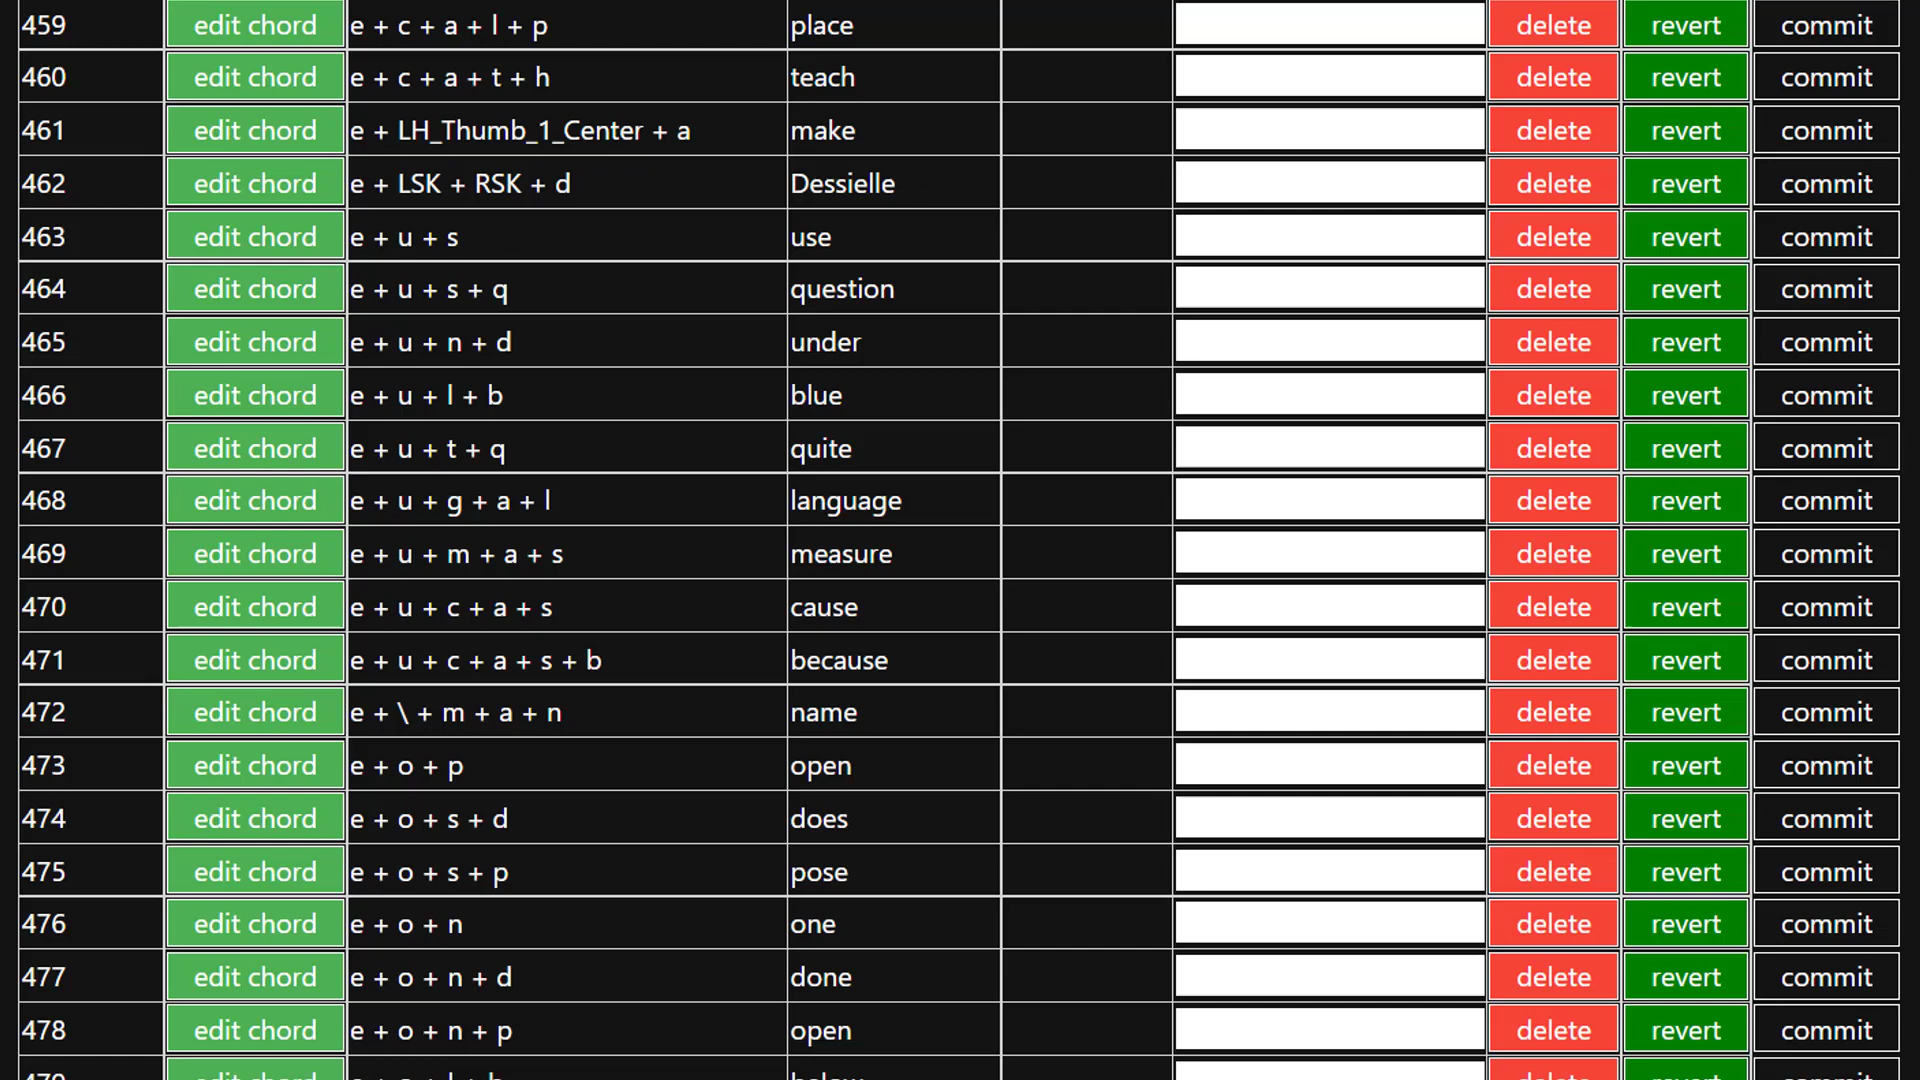 459 edit chord e + c + a + l + p place delete revert commit
460 edit chord e + c + a + t + h teach delete revert commit
461 edit chord e + LH_Thumb_1_Center + a make delete revert commit
462 edit chord e + LSK + RSK + d Dessielle delete revert commit
463 edit chord e + u + s use delete revert commit
464 edit chord e + u + s + q question delete revert commit
465 edit chord e + u + n + d under delete revert commit
466 edit chord e + u + l + b blue delete revert commit
467 edit chord e + u + t + q quite delete revert commit
468 edit chord e + u + g + a + l language delete revert commit
469 edit chord e + u + m + a + s measure delete revert commit
470 edit chord e + u + c + a + s cause delete revert commit
471 edit chord e + u + c + a + s + b because delete revert commit
472 edit chord e + \ + m + a + n name delete revert commit
473 edit chord e + o + p open delete revert commit
474 edit chord e + o + s + d does delete revert commit
475 edit chord e + o + s + p pose delete revert commit
476 edit chord e + o + n one delete revert commit
477 edit chord e + o + n + d done delete revert commit
478 edit chord e + o + n + p open delete revert commit
edit chord delete revert commit